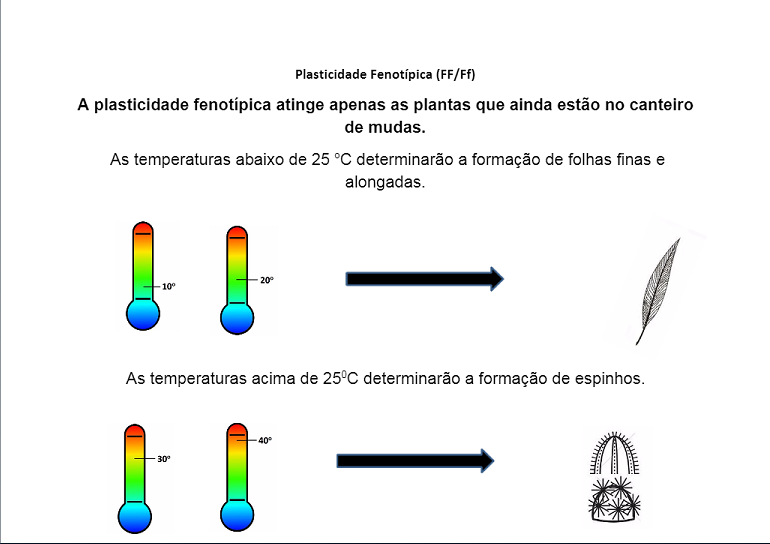 Plasticidade Fenotípica (FF/Ff)
A plasticidade fenotípica atinge apenas as plantas que ainda estão no canteiro
de mudas.
As temperaturas abaixo de 25 ºC determinarão a formação de folhas finas e
alongadas.
10º
20º
As temperaturas acima de 25⁰C determinarão a formação de espinhos.
30º
40º